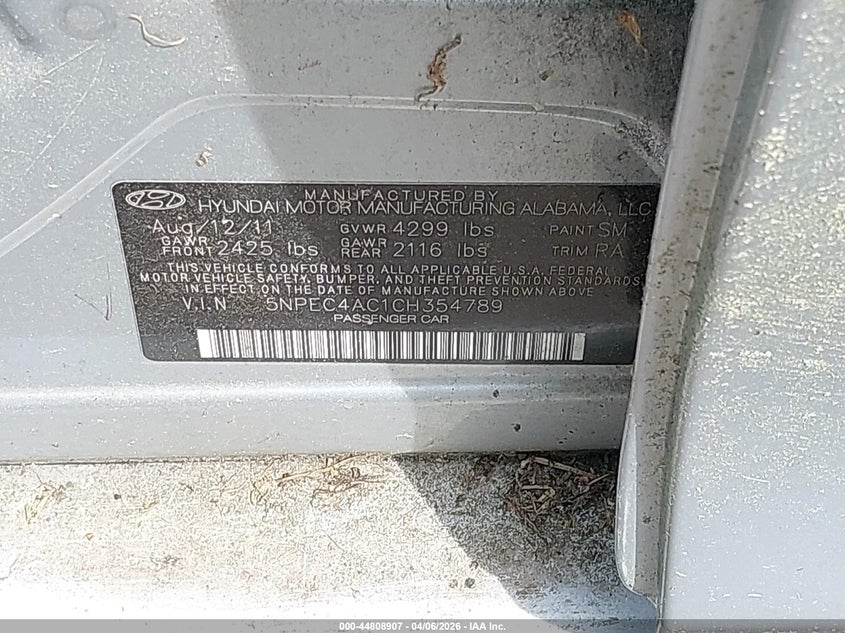 MANUFACTURED BY
HYUNDAI MOTOR MANUFACTURING ALABAMA, LLC
Aug/12/11 GVWR 4299 lbs PAINT SM
GAWR FRONT 2425 lbs GAWR REAR 2116 lbs TRIM RA
THIS VEHICLE CONFORMS TO ALL APPLICABLE U.S.A. FEDERAL
MOTOR VEHICLE SAFETY, BUMPER, AND THEFT PREVENTION STANDARDS
IN EFFECT ON THE DATE OF MANUFACTURE SHOWN ABOVE
V.I.N 5NPEC4AC1CH354789
PASSENGER CAR
000-44808907 - 04/06/2026 - IAA Inc.